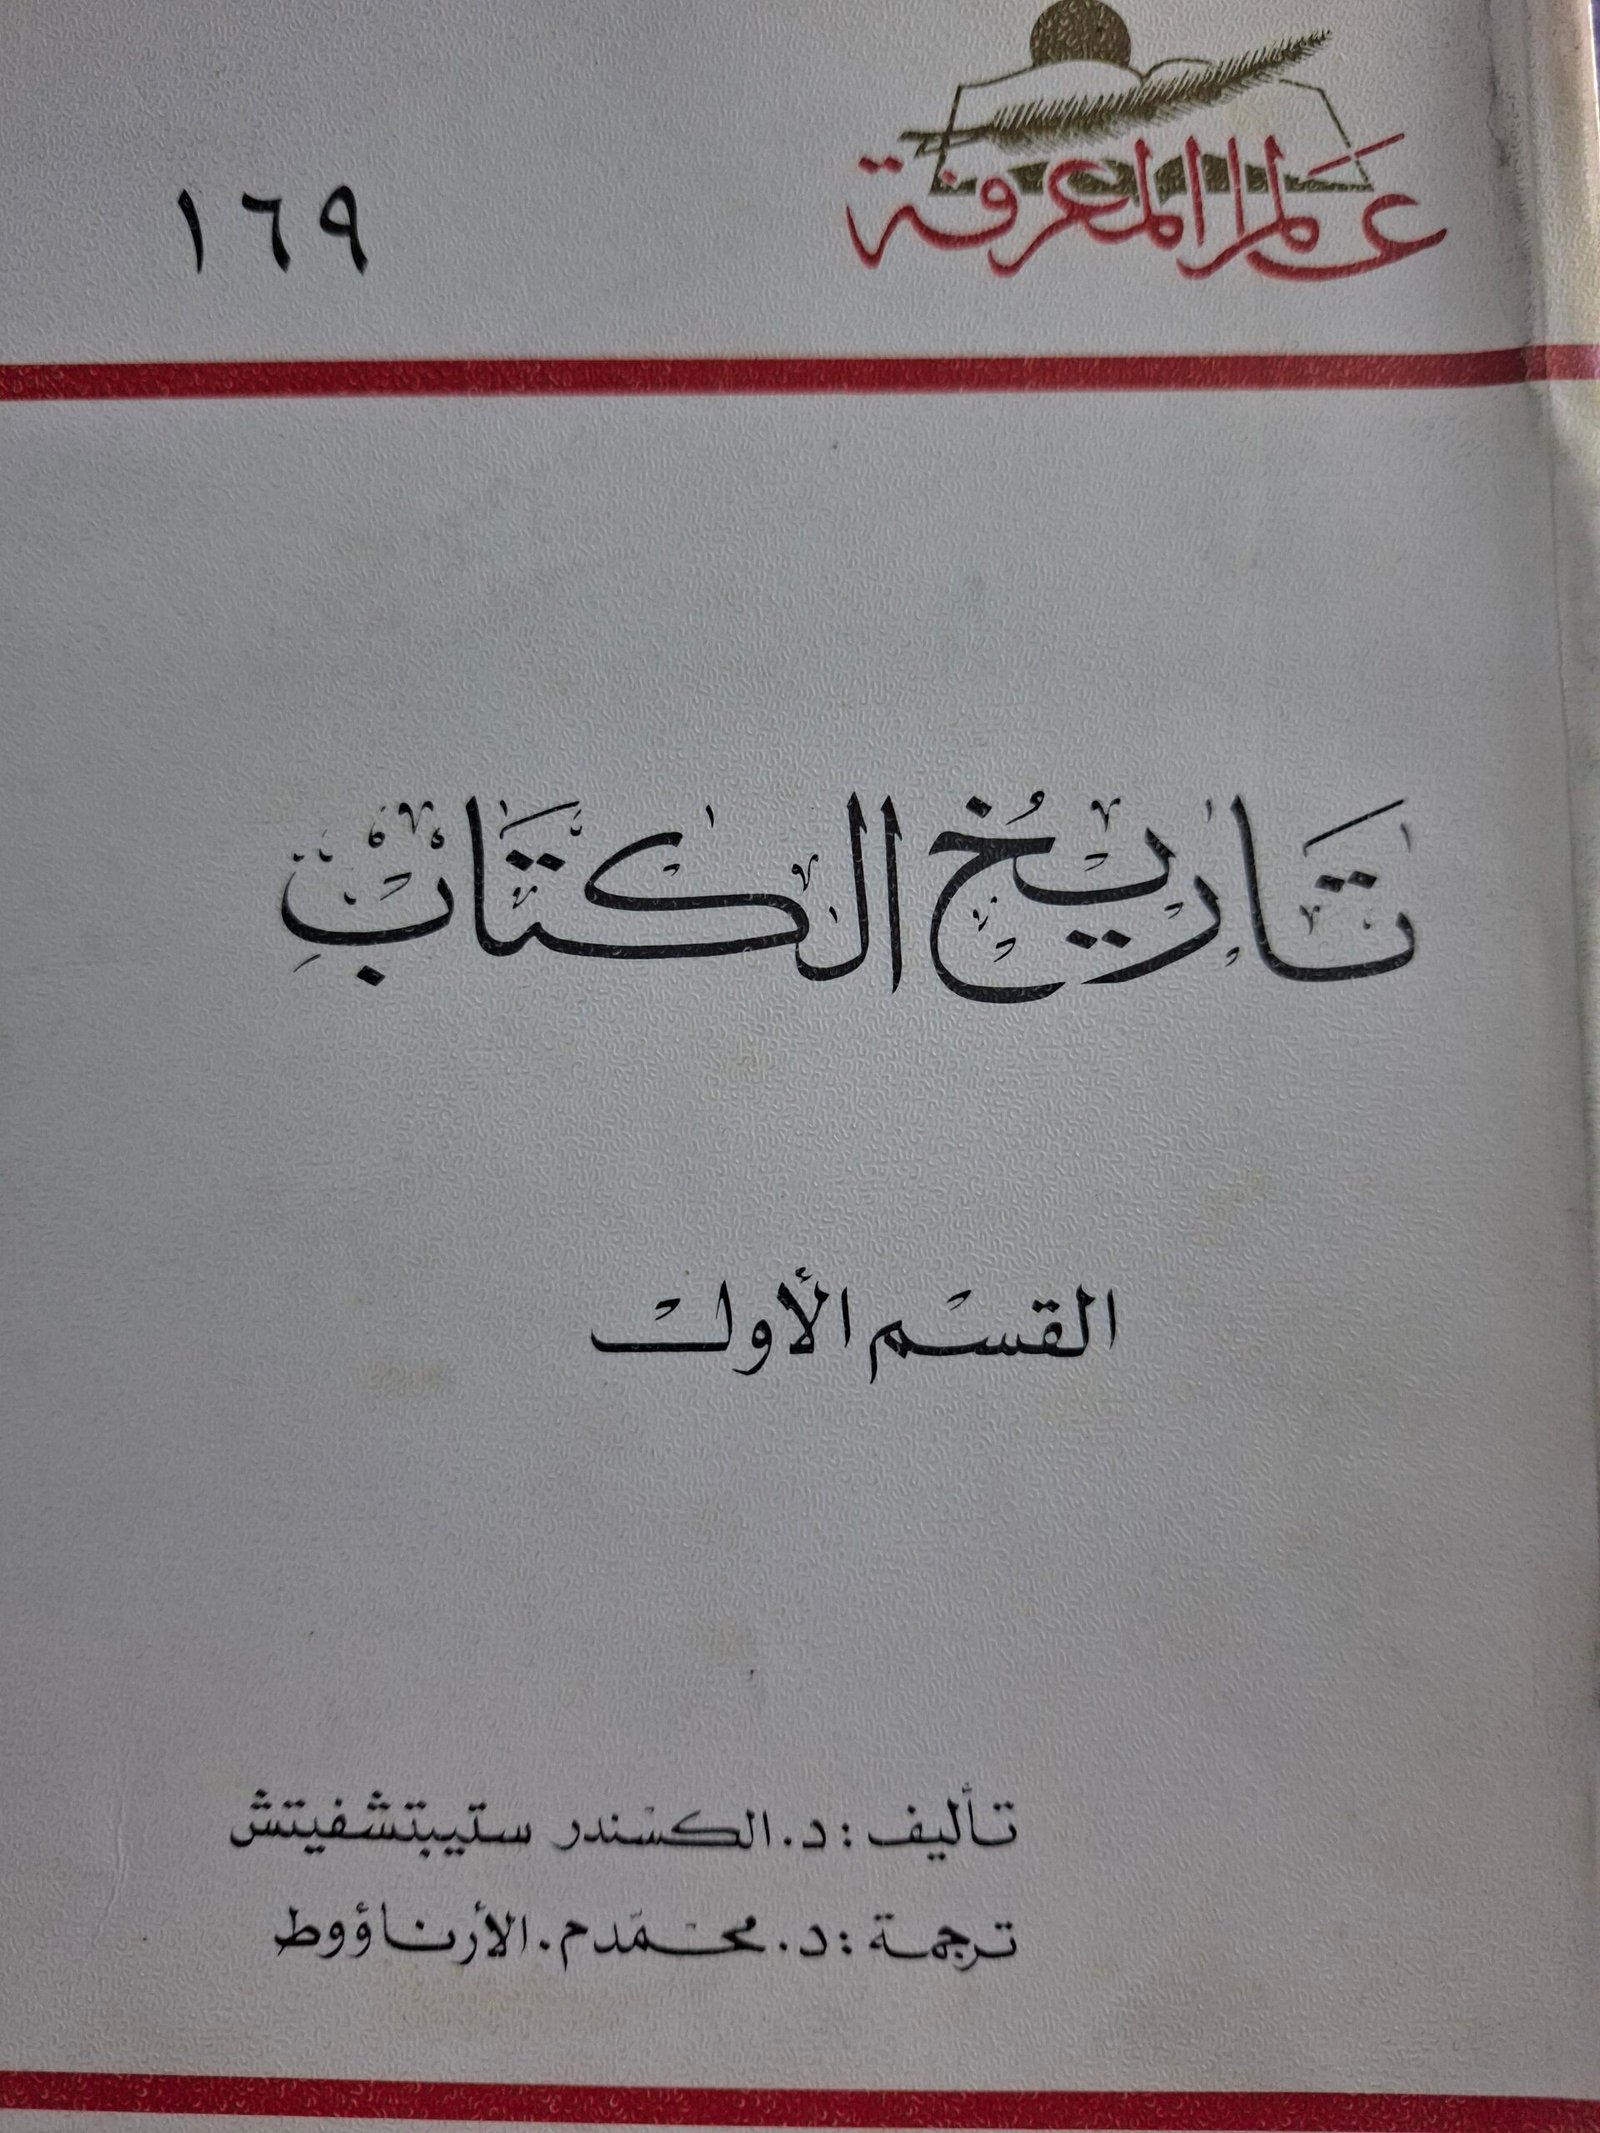 عالم المعرفة
١٦٩
تاريخ الكتاب
القسم الأول
تأليف : د. الكسندر ستيبتشفيتش
ترجمة : د. محمد م. الأرناؤوط